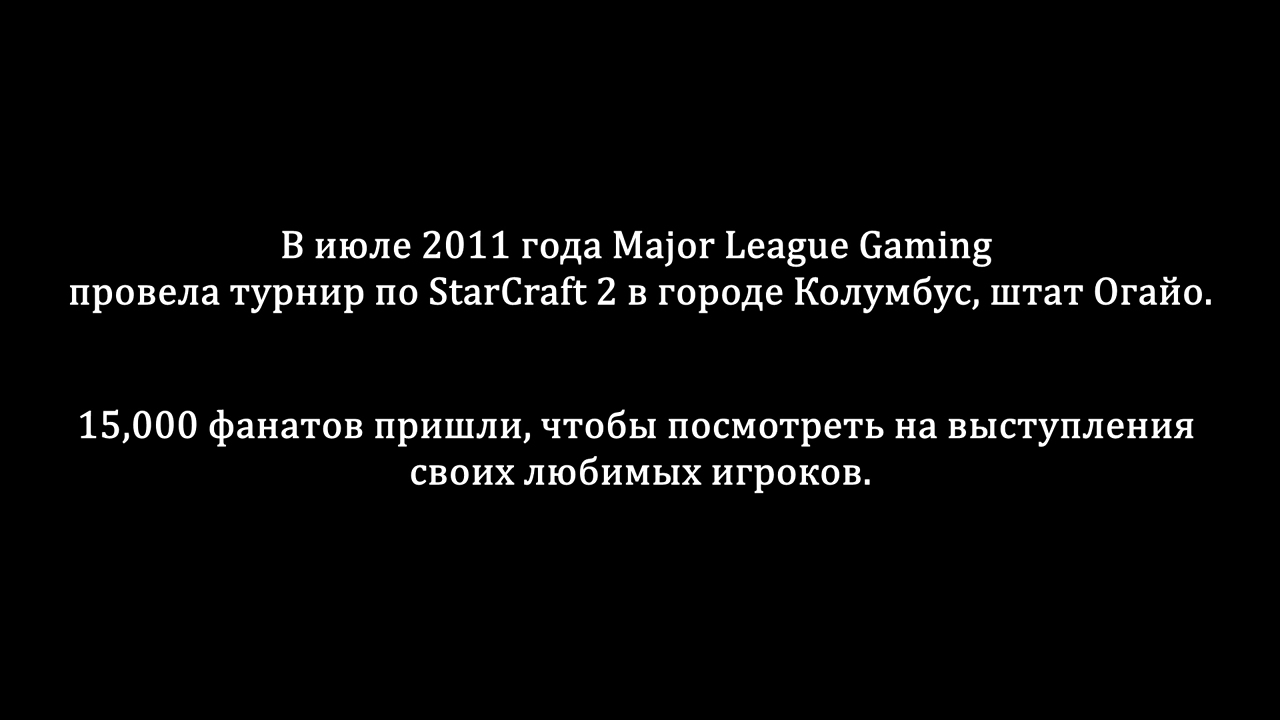 В июле 2011 года Major League Gaming
провела турнир по StarCraft 2 в городе Колумбус, штат Огайо.
15,000 фанатов пришли, чтобы посмотреть на выступления
своих любимых игроков.